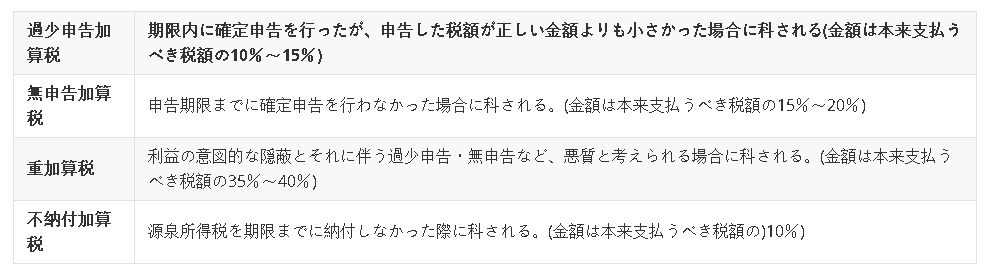 過少申告加
算税
期限内に確定申告を行ったが、申告した税額が正しい金額よりも小さかった場合に科される(金額は本来支払う
べき税額の10%～15%)
無申告加算
税
申告期限までに確定申告を行わなかった場合に科される。(金額は本来支払うべき税額の15%～20%)
重加算税
利益の意図的な隠蔽とそれに伴う過少申告・無申告など、悪質と考えられる場合に科される。(金額は本来支払う
べき税額の35%～40%)
不納付加算
税
源泉所得税を期限までに納付しなかった際に科される。(金額は本来支払うべき税額の)10%)